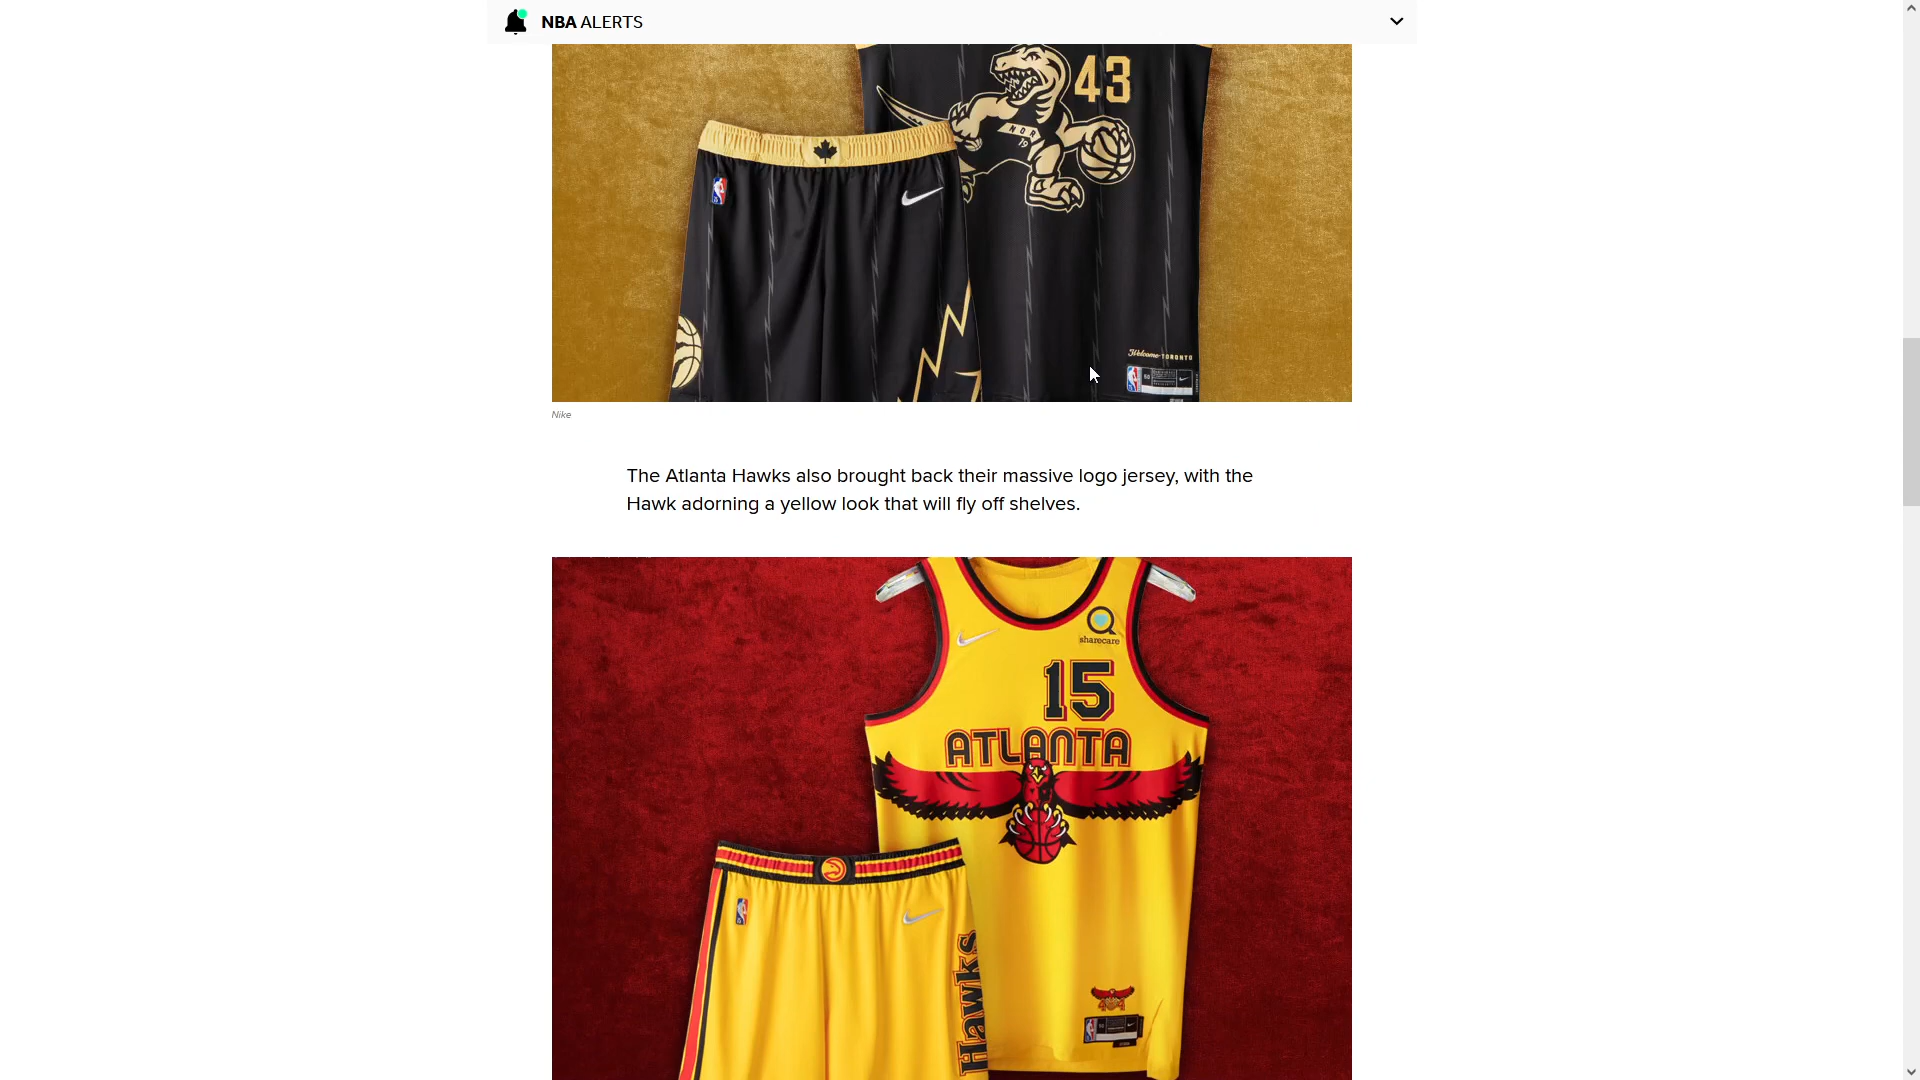 NBA ALERTS
43
NOR
19
Welcome TORONTO
Nike
The Atlanta Hawks also brought back their massive logo jersey, with the
Hawk adorning a yellow look that will fly off shelves.
sharecare
15
ATLANTA
Hawks